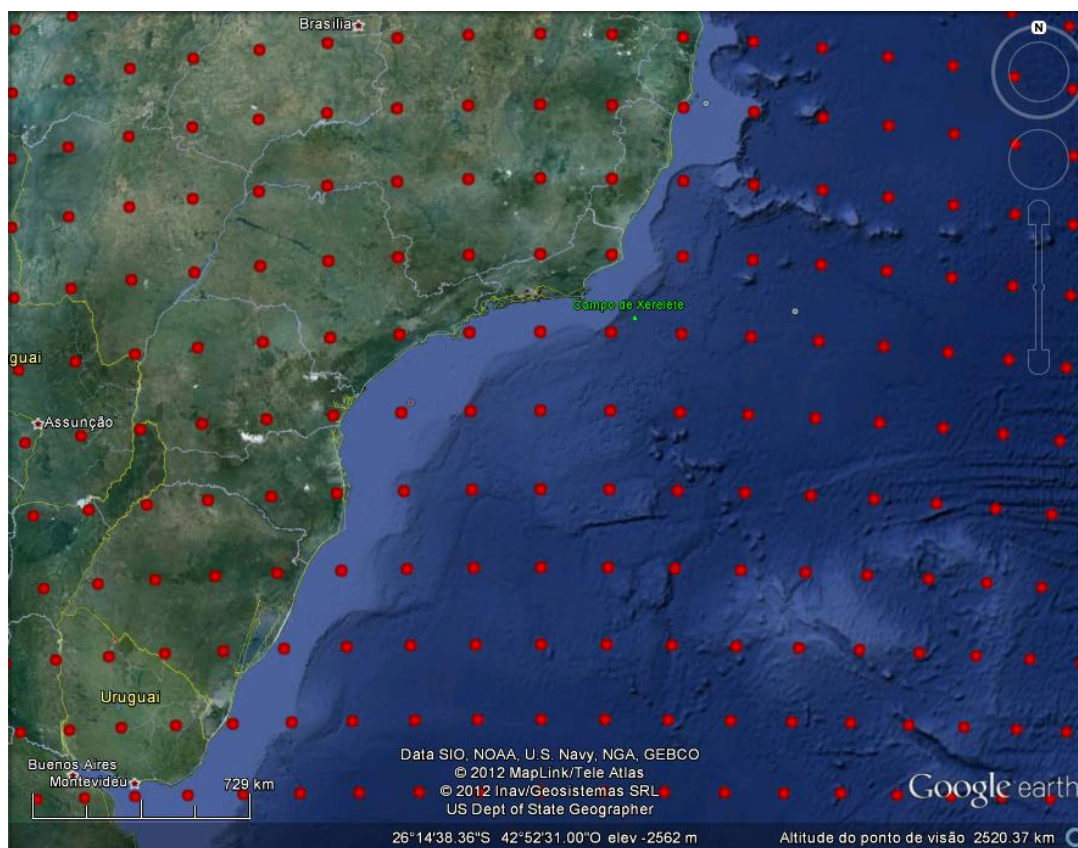 Brasilia
N
Campo de Xerelete
guai
Assunção
Uruguai
Buenos Aires
Montevidéu
729 km
Data SIO, NOAA, U.S. Navy, NGA, GEBCO
© 2012 MapLink/Tele Atlas
© 2012 Inav/Geosistemas SRL
US Dept of State Geographer
Google earth
26°14'38.36"S 42°52'31.00"O elev -2562 m
Altitude do ponto de visão 2520.37 km